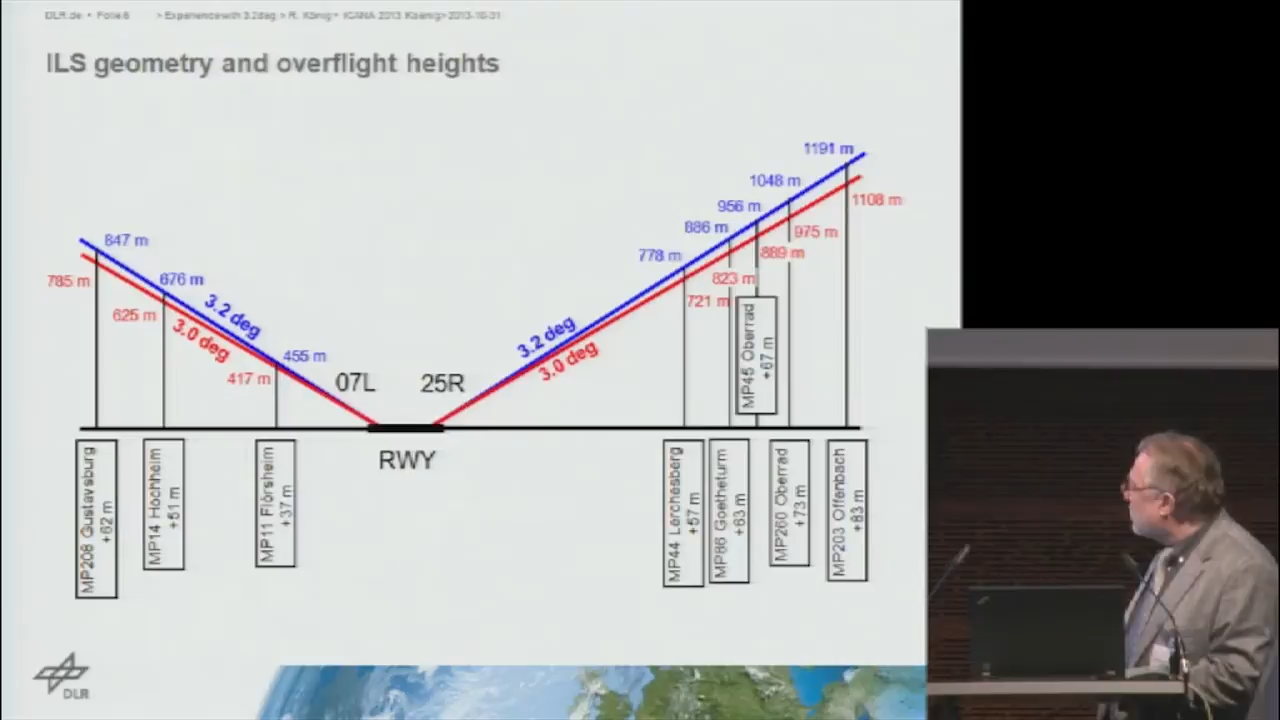 DLR.de • Folie 6 > Experience with 3.2deg > R. König • ICANA 2013 Koenig > 2013-10-31
ILS geometry and overflight heights
1191 m
1048 m
956 m
886 m
778 m
1108 m
975 m
889 m
823 m
721 m
847 m
785 m
676 m
625 m
3.2 deg
3.0 deg
455 m
417 m
3.2 deg
3.0 deg
07L
25R
RWY
MP208 Gustavsburg
+62 m
MP14 Hochheim
+51 m
MP11 Flörsheim
+37 m
MP44 Lerchesberg
+57 m
MP86 Goetheturm
+63 m
MP45 Oberrad
+67 m
MP260 Oberrad
+73 m
MP203 Offenbach
+83 m
DLR